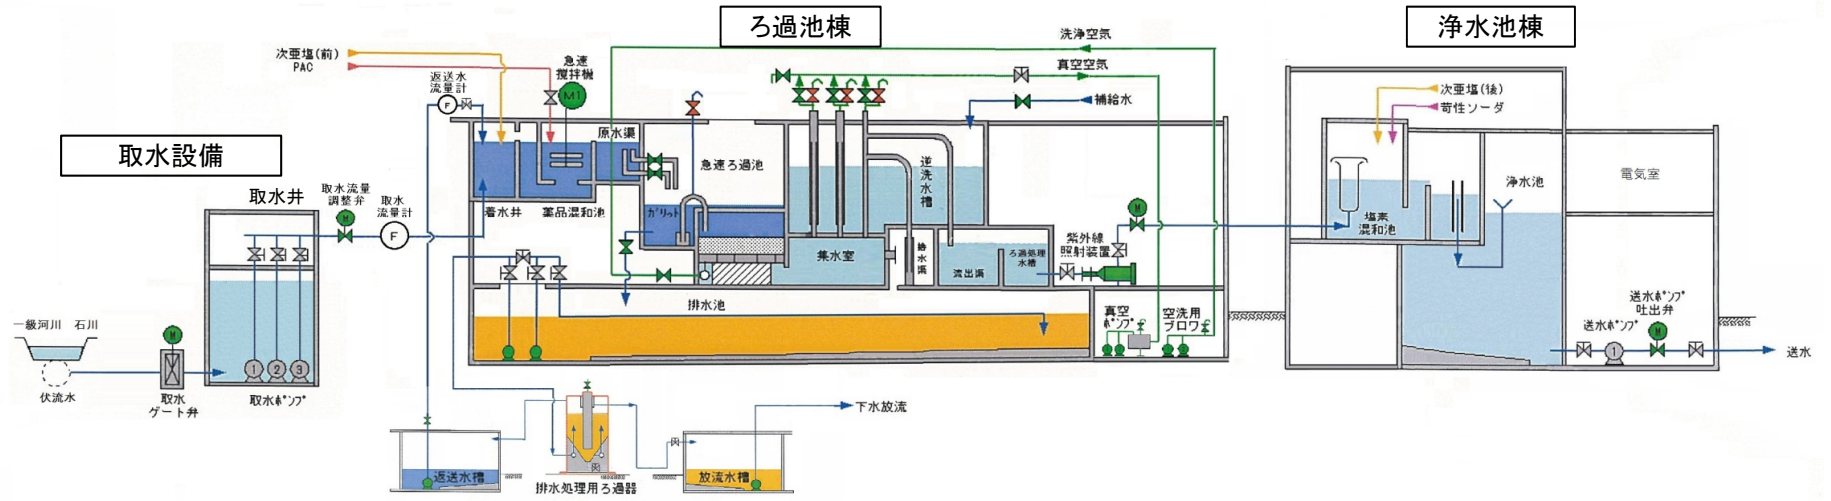 ろ過池棟
浄水池棟
取水設備
次亜塩(前)
PAC
返送水
流量計
F
急速
攪拌機
M1
原水渠
洗浄空気
真空空気
補給水
次亜塩(後)
苛性ソーダ
取水井
取水流量
調整弁
M
取水
流量計
F
着水井
薬品混和池
急速ろ過池
ガリット
逆洗水槽
集水室
排水渠
流出渠
ろ過処理
水槽
紫外線
照射装置
M
塩素
混和池
浄水池
電気室
排水池
真空
ポンプ
空洗用
ブロワ
一級河川 石川
伏流水
M
取水
ゲート弁
1
2
3
取水ポンプ
送水ポンプ
吐出弁
M
送水ポンプ
1
送水
返送水槽
排水処理用ろ過器
放流水槽
下水放流